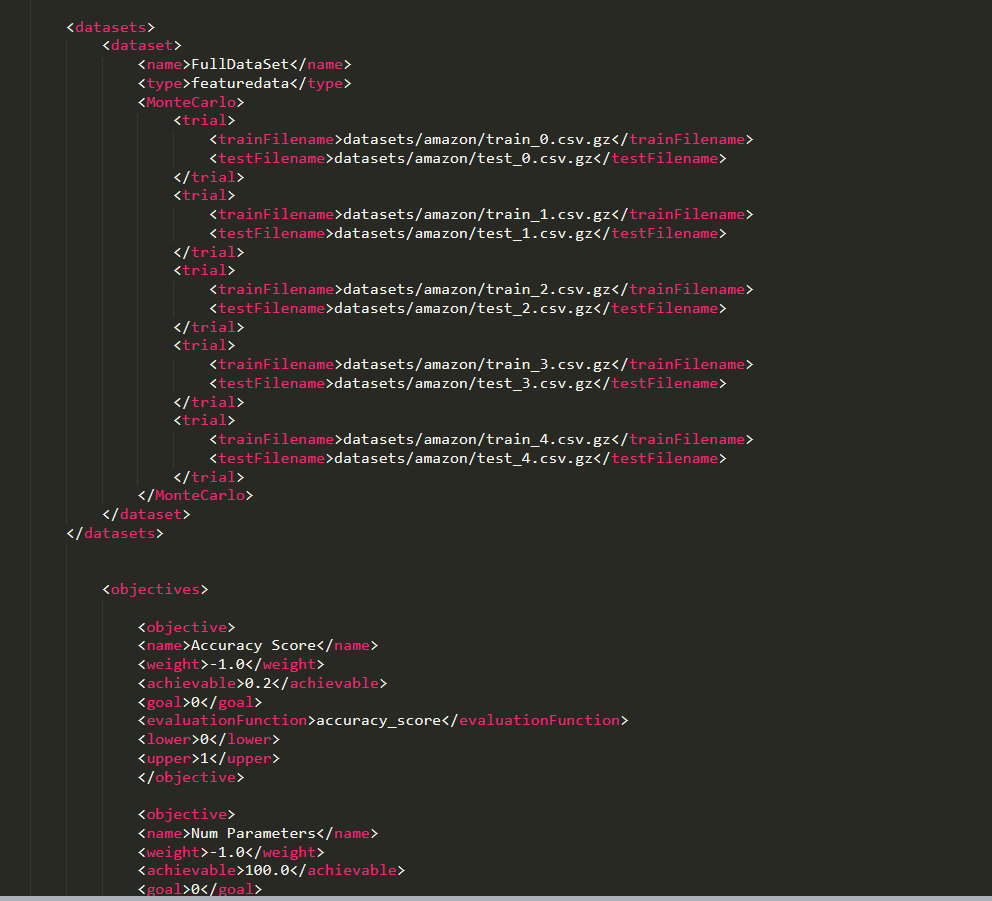 <datasets>
<dataset>
<name>FullDataSet</name>
<type>featuredata</type>
<MonteCarlo>
<trial>
<trainFilename>datasets/amazon/train_0.csv.gz</trainFilename>
<testFilename>datasets/amazon/test_0.csv.gz</testFilename>
</trial>
<trial>
<trainFilename>datasets/amazon/train_1.csv.gz</trainFilename>
<testFilename>datasets/amazon/test_1.csv.gz</testFilename>
</trial>
<trial>
<trainFilename>datasets/amazon/train_2.csv.gz</trainFilename>
<testFilename>datasets/amazon/test_2.csv.gz</testFilename>
</trial>
<trial>
<trainFilename>datasets/amazon/train_3.csv.gz</trainFilename>
<testFilename>datasets/amazon/test_3.csv.gz</testFilename>
</trial>
<trial>
<trainFilename>datasets/amazon/train_4.csv.gz</trainFilename>
<testFilename>datasets/amazon/test_4.csv.gz</testFilename>
</trial>
</MonteCarlo>
</dataset>
</datasets>
<objectives>
<objective>
<name>Accuracy Score</name>
<weight>-1.0</weight>
<achievable>0.2</achievable>
<goal>0</goal>
<evaluationFunction>accuracy_score</evaluationFunction>
<lower>0</lower>
<upper>1</upper>
</objective>
<objective>
<name>Num Parameters</name>
<weight>-1.0</weight>
<achievable>100.0</achievable>
<goal>0</goal>